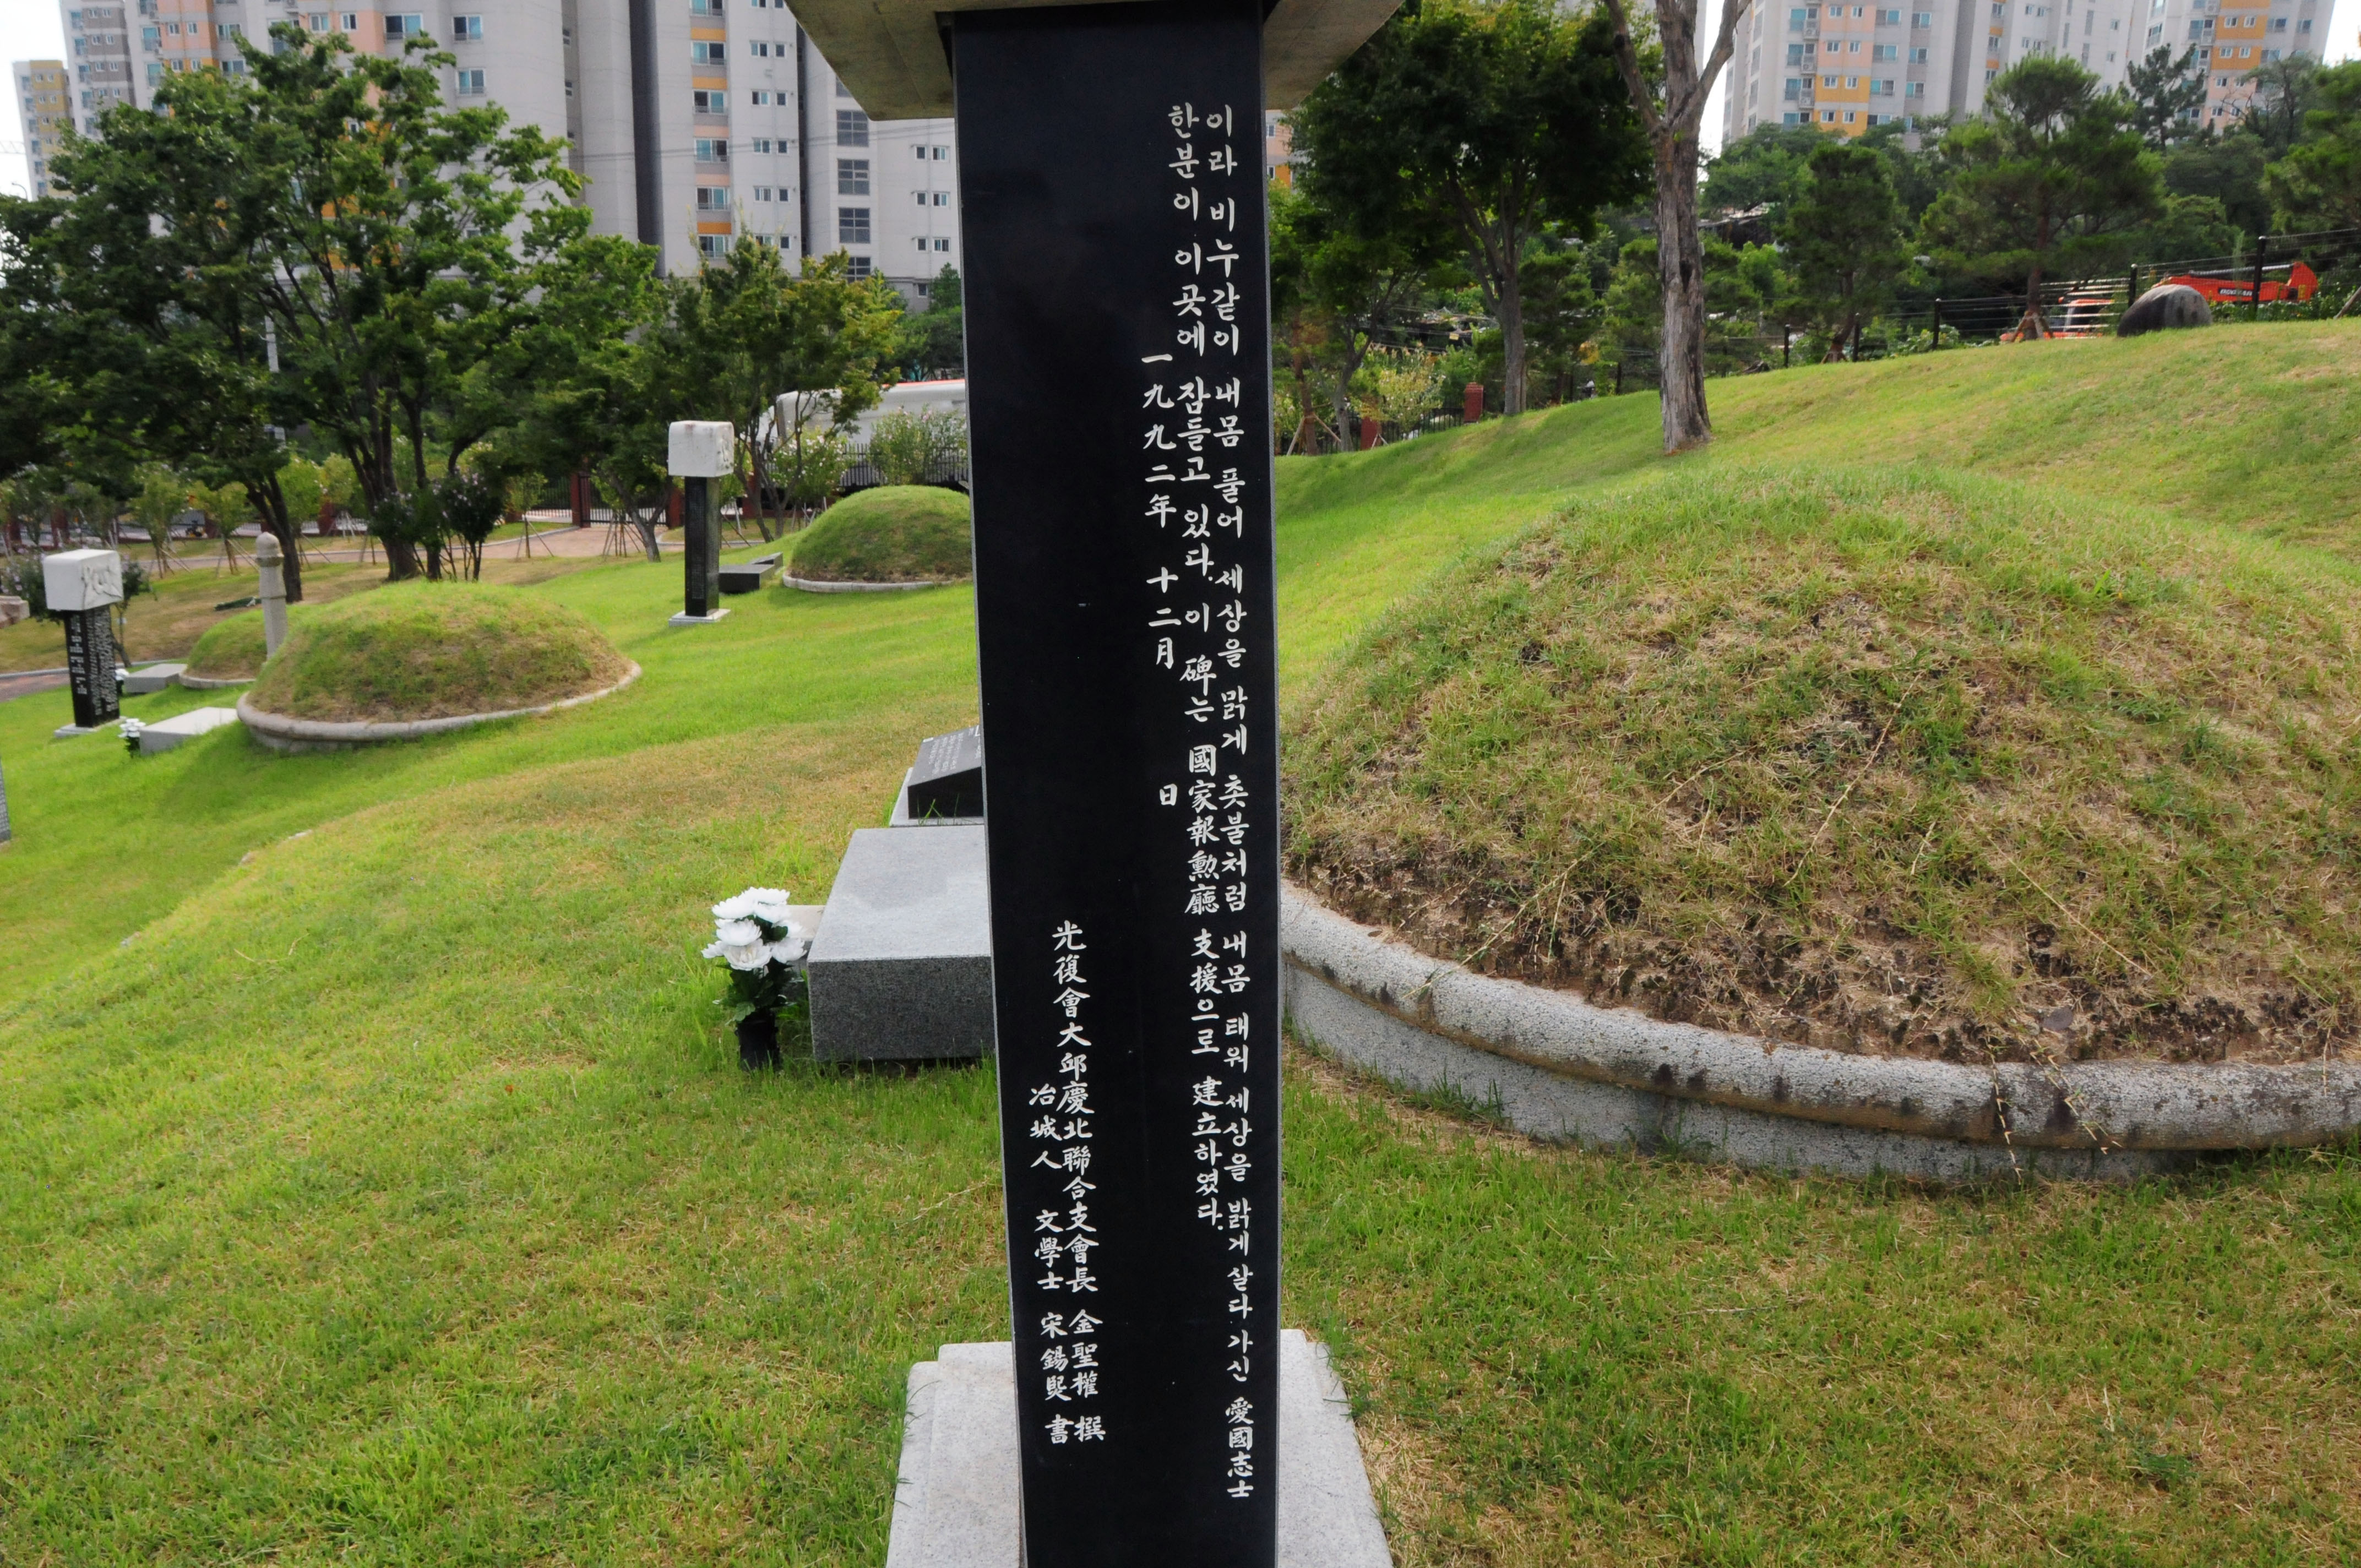 이라 비누같이 내몸 풀어 세상을 맑게 촛불처럼 내몸 태워 세상을 밝게 살다 가신 愛國志士
한분이 이곳에 잠들고 있다. 이 碑는 國家報勲廳 支援으로 建立하였다.
一九九二年 十二月 日
光復會大邱慶北聯合支會長 金聖權 撰
冶城人 文學士 宋錫煚 書